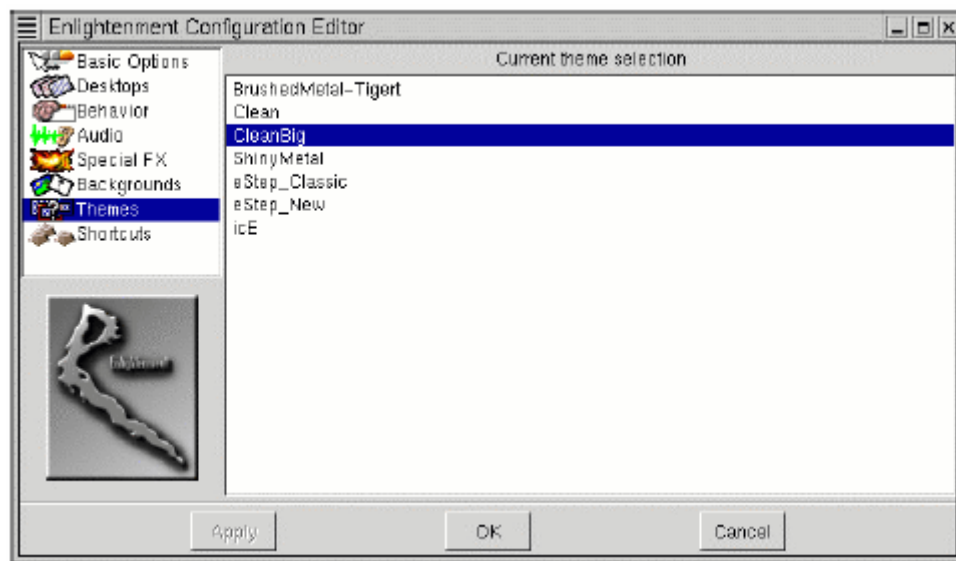 Enlightenment Configuration Editor
Basic Options
Desktops
Behavior
Audio
Special FX
Backgrounds
Themes
Shortcuts
Current theme selection
BrushedMetal-Tigert
Clean
CleanBig
ShinyMetal
eStep_Classic
eStep_New
icE
Apply
OK
Cancel